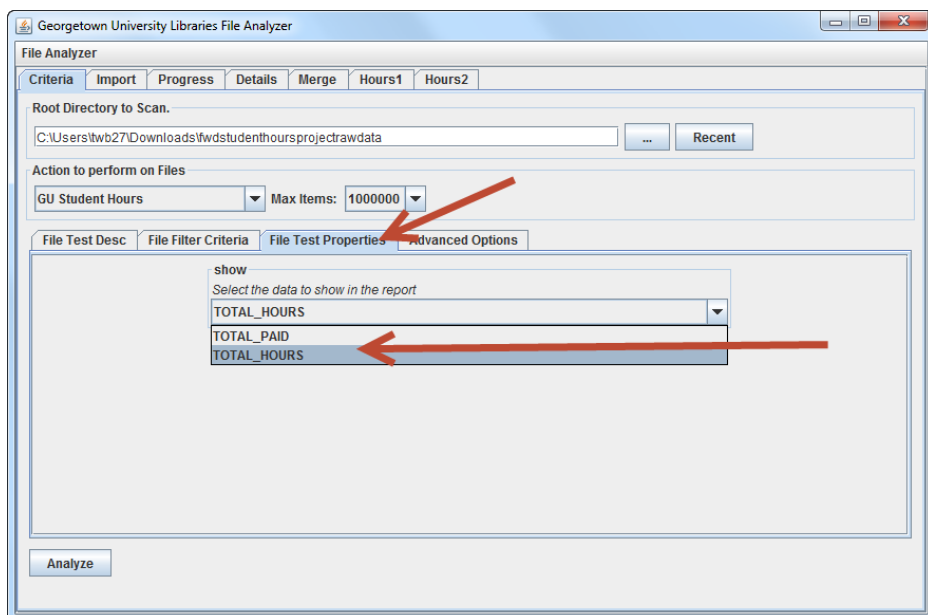 Georgetown University Libraries File Analyzer
File Analyzer
Criteria Import Progress Details Merge Hours1 Hours2
Root Directory to Scan.
C:\Users\twb27\Downloads\fwdstudenthoursprojectrawdata ... Recent
Action to perform on Files
GU Student Hours Max Items: 1000000
File Test Desc File Filter Criteria File Test Properties Advanced Options
show
Select the data to show in the report
TOTAL_HOURS
TOTAL_PAID
TOTAL_HOURS
Analyze